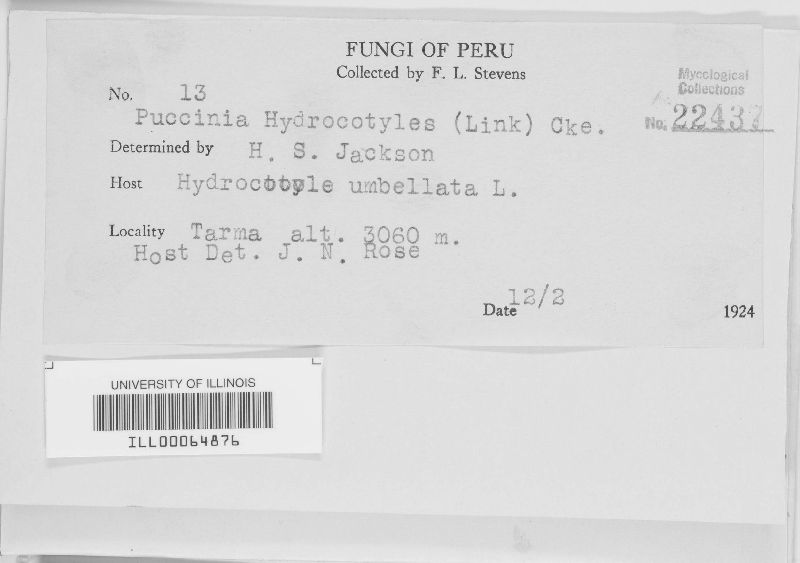 FUNGI OF PERU
Collected by F. L. Stevens
Mycological
Collections
No. 22437
No. 13
Puccinia Hydrocotyles (Link) Cke.
Determined by H. S. Jackson
Host Hydrocotyle umbellata L.
Locality Tarma alt. 3060 m.
Host Det. J. N. Rose
Date 12/2 1924
UNIVERSITY OF ILLINOIS
ILL00064876